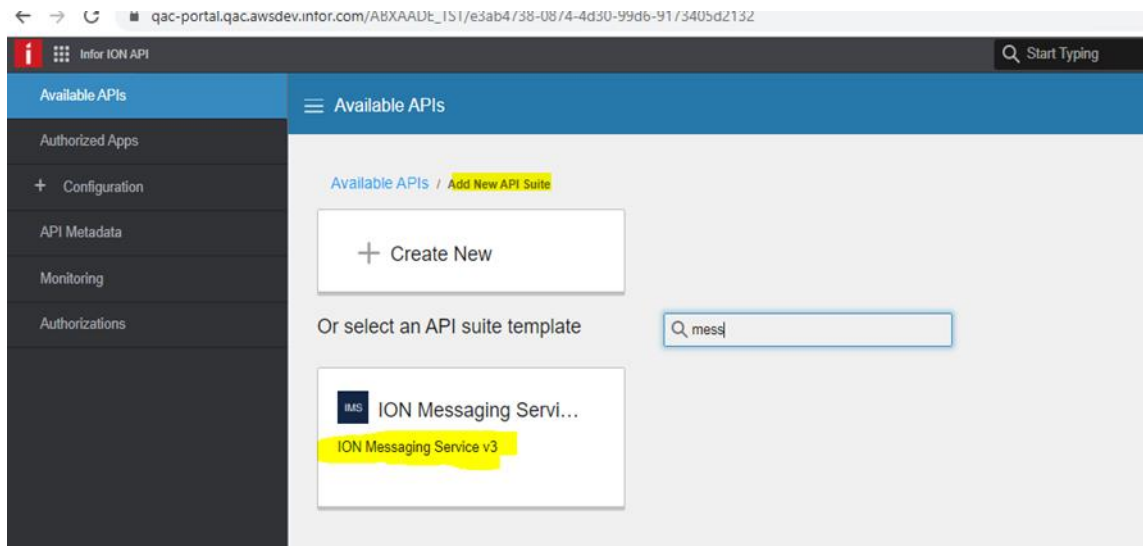 qac-portal.qac.awsdev.infor.com/ABXAADE_TST/e3ab4738-0874-4d30-99d6-9173405d2132
Infor ION API
Start Typing
Available APIs
Authorized Apps
+ Configuration
API Metadata
Monitoring
Authorizations
Available APIs
Available APIs / Add New API Suite
+ Create New
Or select an API suite template
mess
IMS ION Messaging Servi...
ION Messaging Service v3